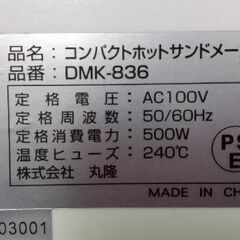 品名：コンパクトホットサンドメー
品番：DMK-836
定格電圧：AC100V
定格周波数：50/60Hz
定格消費電力：500W
温度ヒューズ：240℃
株式会社 丸隆
PS
E
MADE IN CH
03001